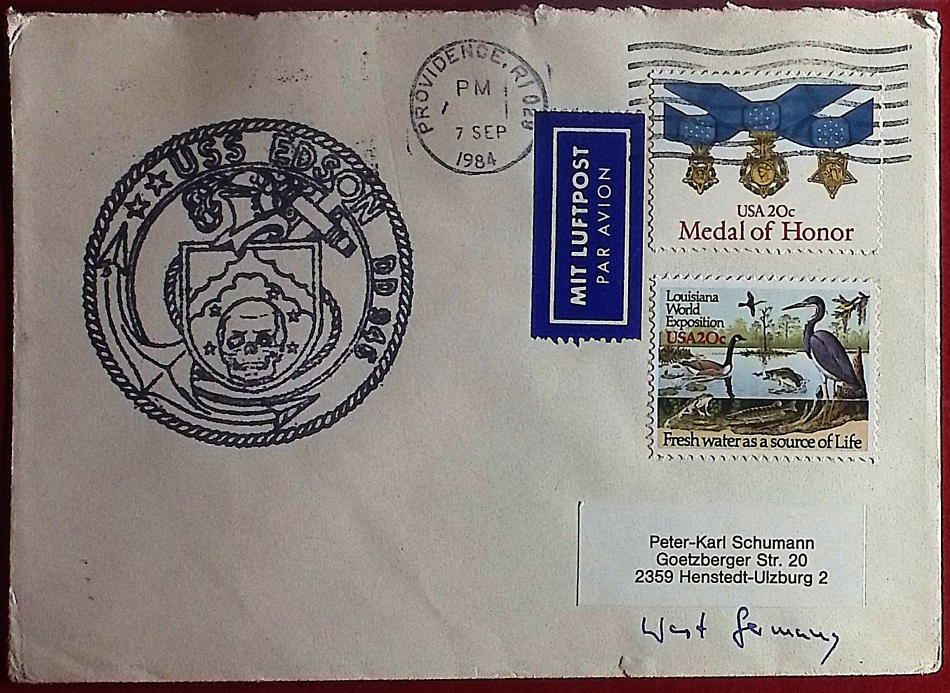 USS EDSON DD 946
PROVIDENCE, RI 028
PM
7 SEP
1984
MIT LUFTPOST
PAR AVION
USA 20c
Medal of Honor
Louisiana
World
Exposition
USA 20c
Fresh water as a source of Life
Peter-Karl Schumann
Goetzberger Str. 20
2359 Henstedt-Ulzburg 2
West Germany